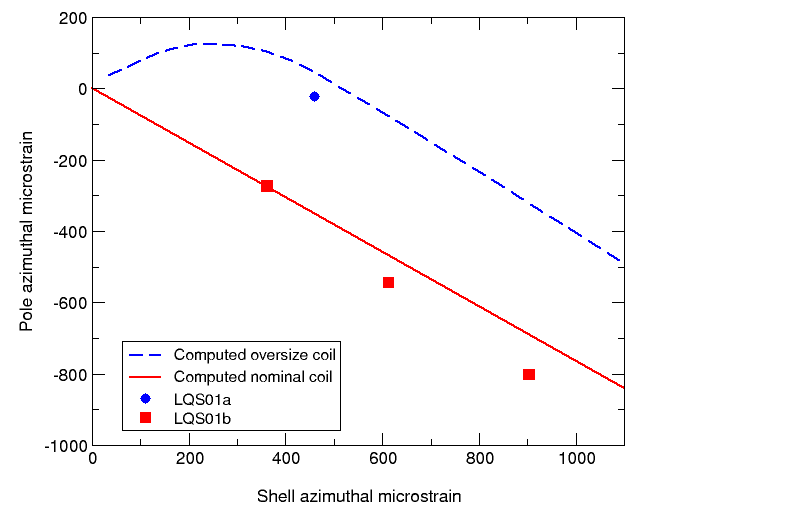 200
0
-200
-400
-600
-800
-1000
Pole azimuthal microstrain
Computed oversize coil
Computed nominal coil
LQS01a
LQS01b
0 200 400 600 800 1000
Shell azimuthal microstrain